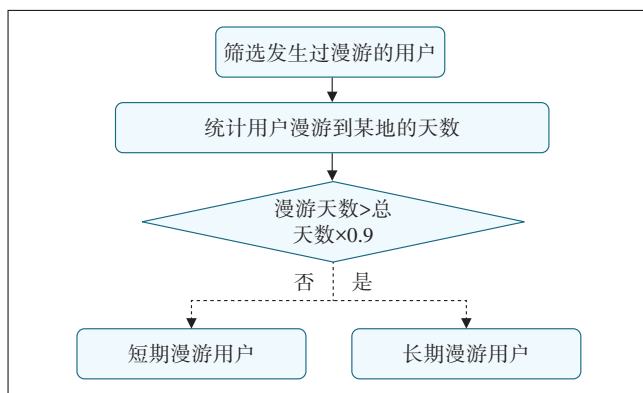 筛选发生过漫游的用户
统计用户漫游到某地的天数
漫游天数>总
天数×0.9
否 是
短期漫游用户 长期漫游用户